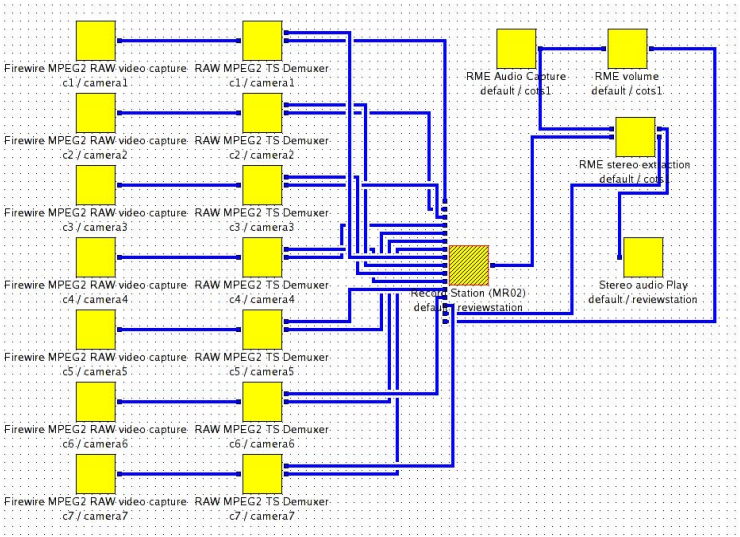 Firewire MPEG2 RAW video capture
c1 / camera1
RAW MPEG2 TS Demuxer
c1 / camera1
RME Audio Capture
default / cots1
RME volume
default / cots1
Firewire MPEG2 RAW video capture
c2 / camera2
RAW MPEG2 TS Demuxer
c2 / camera2
RME stereo extraction
default / cots1
Firewire MPEG2 RAW video capture
c3 / camera3
RAW MPEG2 TS Demuxer
c3 / camera3
Firewire MPEG2 RAW video capture
c4 / camera4
RAW MPEG2 TS Demuxer
c4 / camera4
Record Station (MR02)
default / reviewstation
Stereo audio Play
default / reviewstation
Firewire MPEG2 RAW video capture
c5 / camera5
RAW MPEG2 TS Demuxer
c5 / camera5
Firewire MPEG2 RAW video capture
c6 / camera6
RAW MPEG2 TS Demuxer
c6 / camera6
Firewire MPEG2 RAW video capture
c7 / camera7
RAW MPEG2 TS Demuxer
c7 / camera7